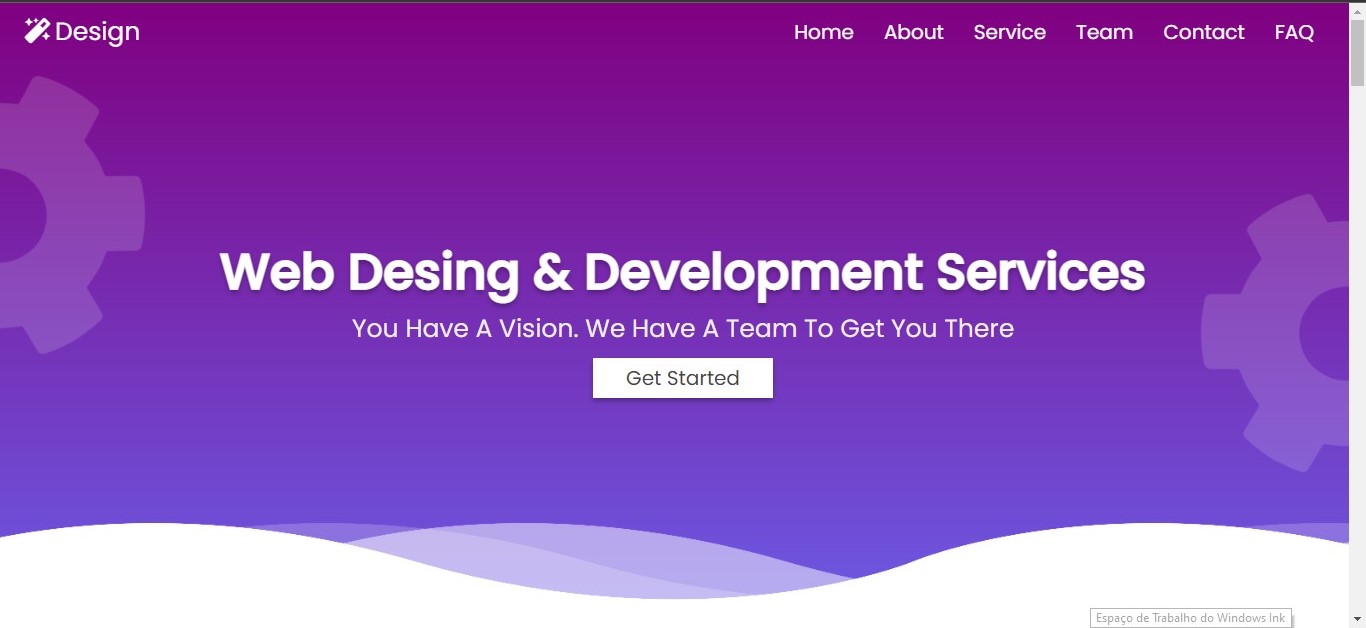 Design
Home About Service Team Contact FAQ
Web Desing & Development Services
You Have A Vision. We Have A Team To Get You There
Get Started
Espaço de Trabalho do Windows Ink